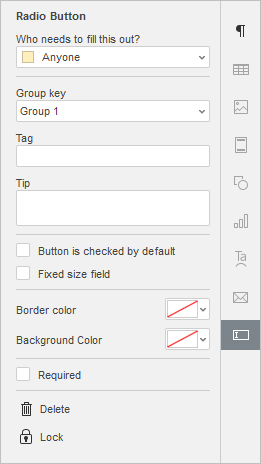 Radio Button
Who needs to fill this out?
Anyone
Group key
Group 1
Tag
Tip
Button is checked by default
Fixed size field
Border color
Background Color
Required
Delete
Lock
¶
Ta